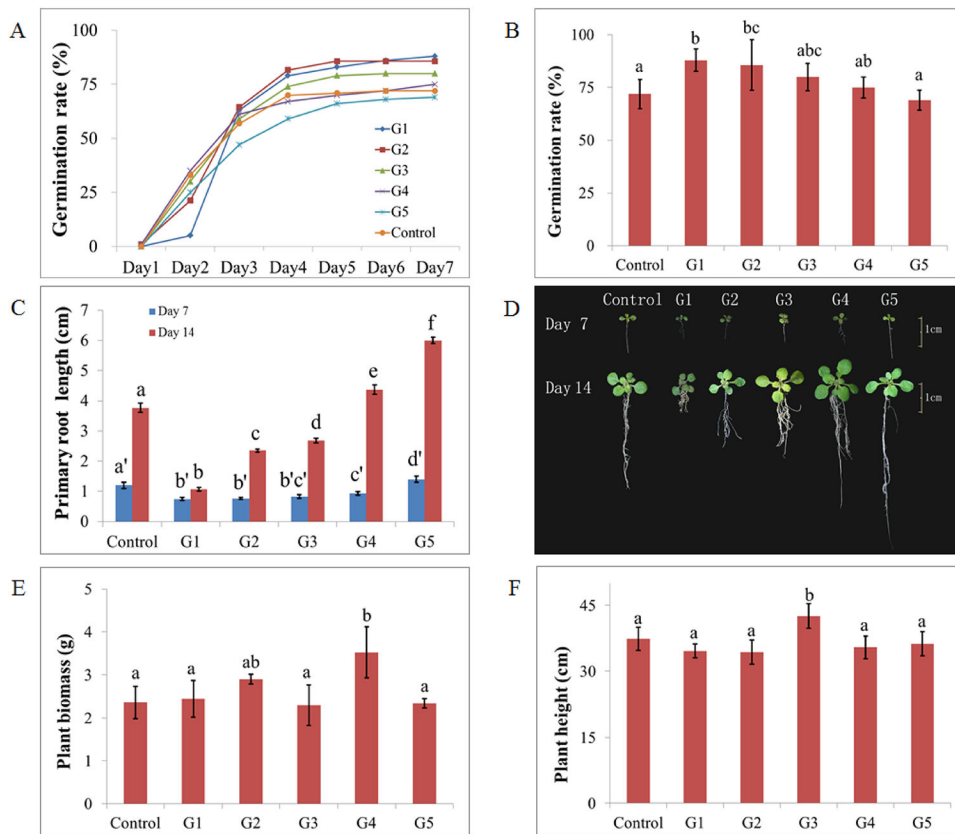 A
Germination rate (%)
100
75
50
25
0
Day1 Day2 Day3 Day4 Day5 Day6 Day7
G1
G2
G3
G4
G5
Control
B
Germination rate (%)
100
75
50
25
0
a b bc abc ab a
Control G1 G2 G3 G4 G5
C
Primary root length (cm)
7
6
5
4
3
2
1
0
Day 7
Day 14
a' a b' b b' c b'c' d c' e d' f
Control G1 G2 G3 G4 G5
D
Control G1 G2 G3 G4 G5
Day 7
1cm
Day 14
1cm
E
Plant biomass (g)
5
4
3
2
1
0
a a ab a b a
Control G1 G2 G3 G4 G5
F
Plant height (cm)
45
30
15
0
a a a b a a
Control G1 G2 G3 G4 G5